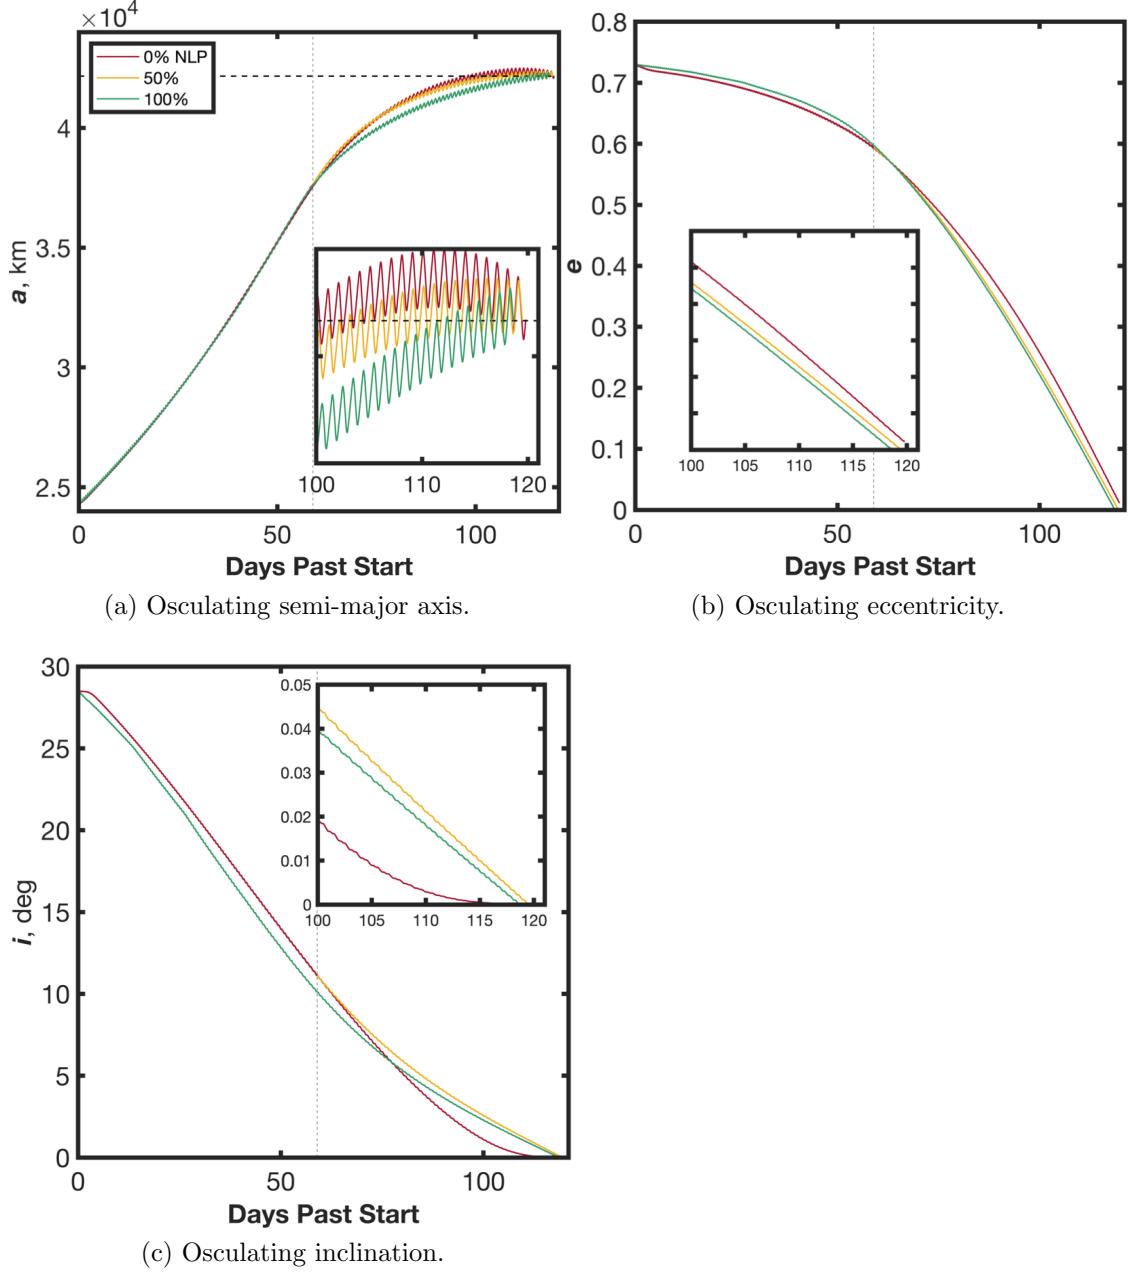 ×10⁴
0% NLP
50%
100%
4
3.5
3
2.5
a, km
100 110 120
0 50 100
Days Past Start
(a) Osculating semi-major axis.
0.8
0.7
0.6
0.5
0.4
0.3
0.2
0.1
0
e
100 105 110 115 120
0 50 100
Days Past Start
(b) Osculating eccentricity.
30
25
20
15
10
5
0
i, deg
0.05
0.04
0.03
0.02
0.01
0
100 105 110 115 120
0 50 100
Days Past Start
(c) Osculating inclination.